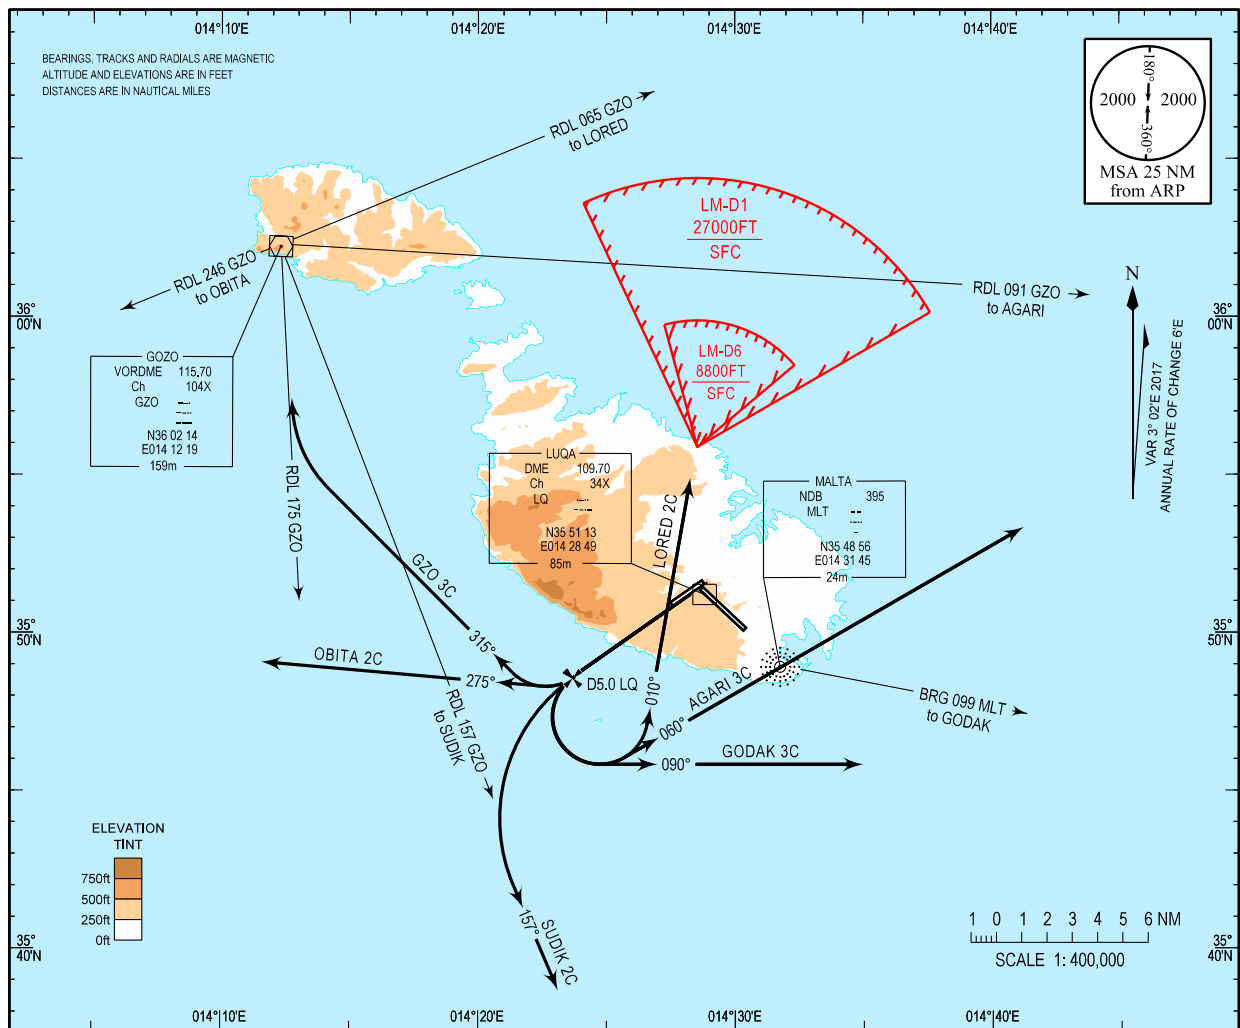 014°10'E
014°20'E
014°30'E
014°40'E
BEARINGS, TRACKS AND RADIALS ARE MAGNETIC
ALTITUDE AND ELEVATIONS ARE IN FEET
DISTANCES ARE IN NAUTICAL MILES
180°
2000
2000
360°
MSA 25 NM
from ARP
RDL 065 GZO
to LORED
LM-D1
27000FT
SFC
RDL 246 GZO
to OBITA
RDL 091 GZO
to AGARI
N
36°
00'N
36°
00'N
LM-D6
8800FT
SFC
VAR 3° 02'E 2017
ANNUAL RATE OF CHANGE 6'E
GOZO
VORDME 115.70
Ch 104X
GZO
N36 02 14
E014 12 19
159m
RDL 175 GZO
LUQA
DME 109.70
Ch 34X
LQ
N35 51 13
E014 28 49
85m
MALTA
NDB 395
MLT
N35 48 56
E014 31 45
24m
LORED 2C
GZO 3C
35°
50'N
35°
50'N
315°
OBITA 2C
275°
D5.0 LQ
010°
AGARI 3C
060°
BRG 099 MLT
to GODAK
RDL 157 GZO
to SUDIK
090°
GODAK 3C
ELEVATION
TINT
750ft
500ft
250ft
0ft
157°
SUDIK 2C
1 0 1 2 3 4 5 6 NM
SCALE 1: 400,000
35°
40'N
35°
40'N
014°10'E
014°20'E
014°30'E
014°40'E